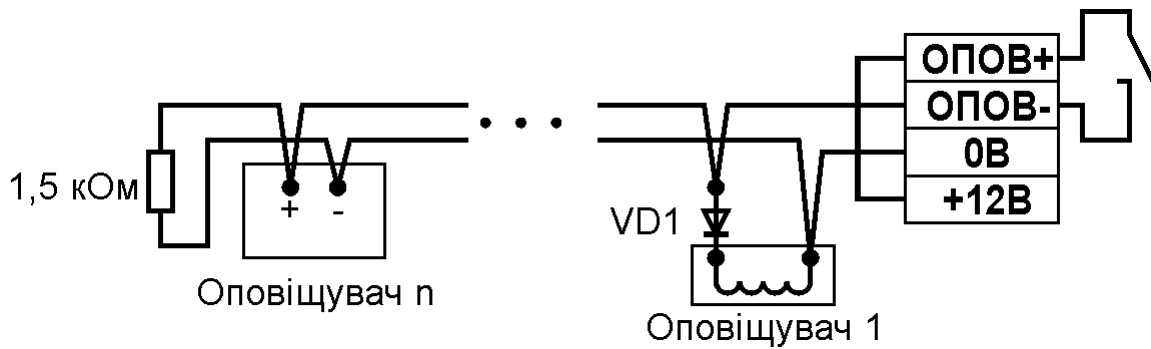 ОПОВ+
ОПОВ-
0В
+12В
1,5 кОм
+ -
VD1
Оповіщувач n
Оповіщувач 1